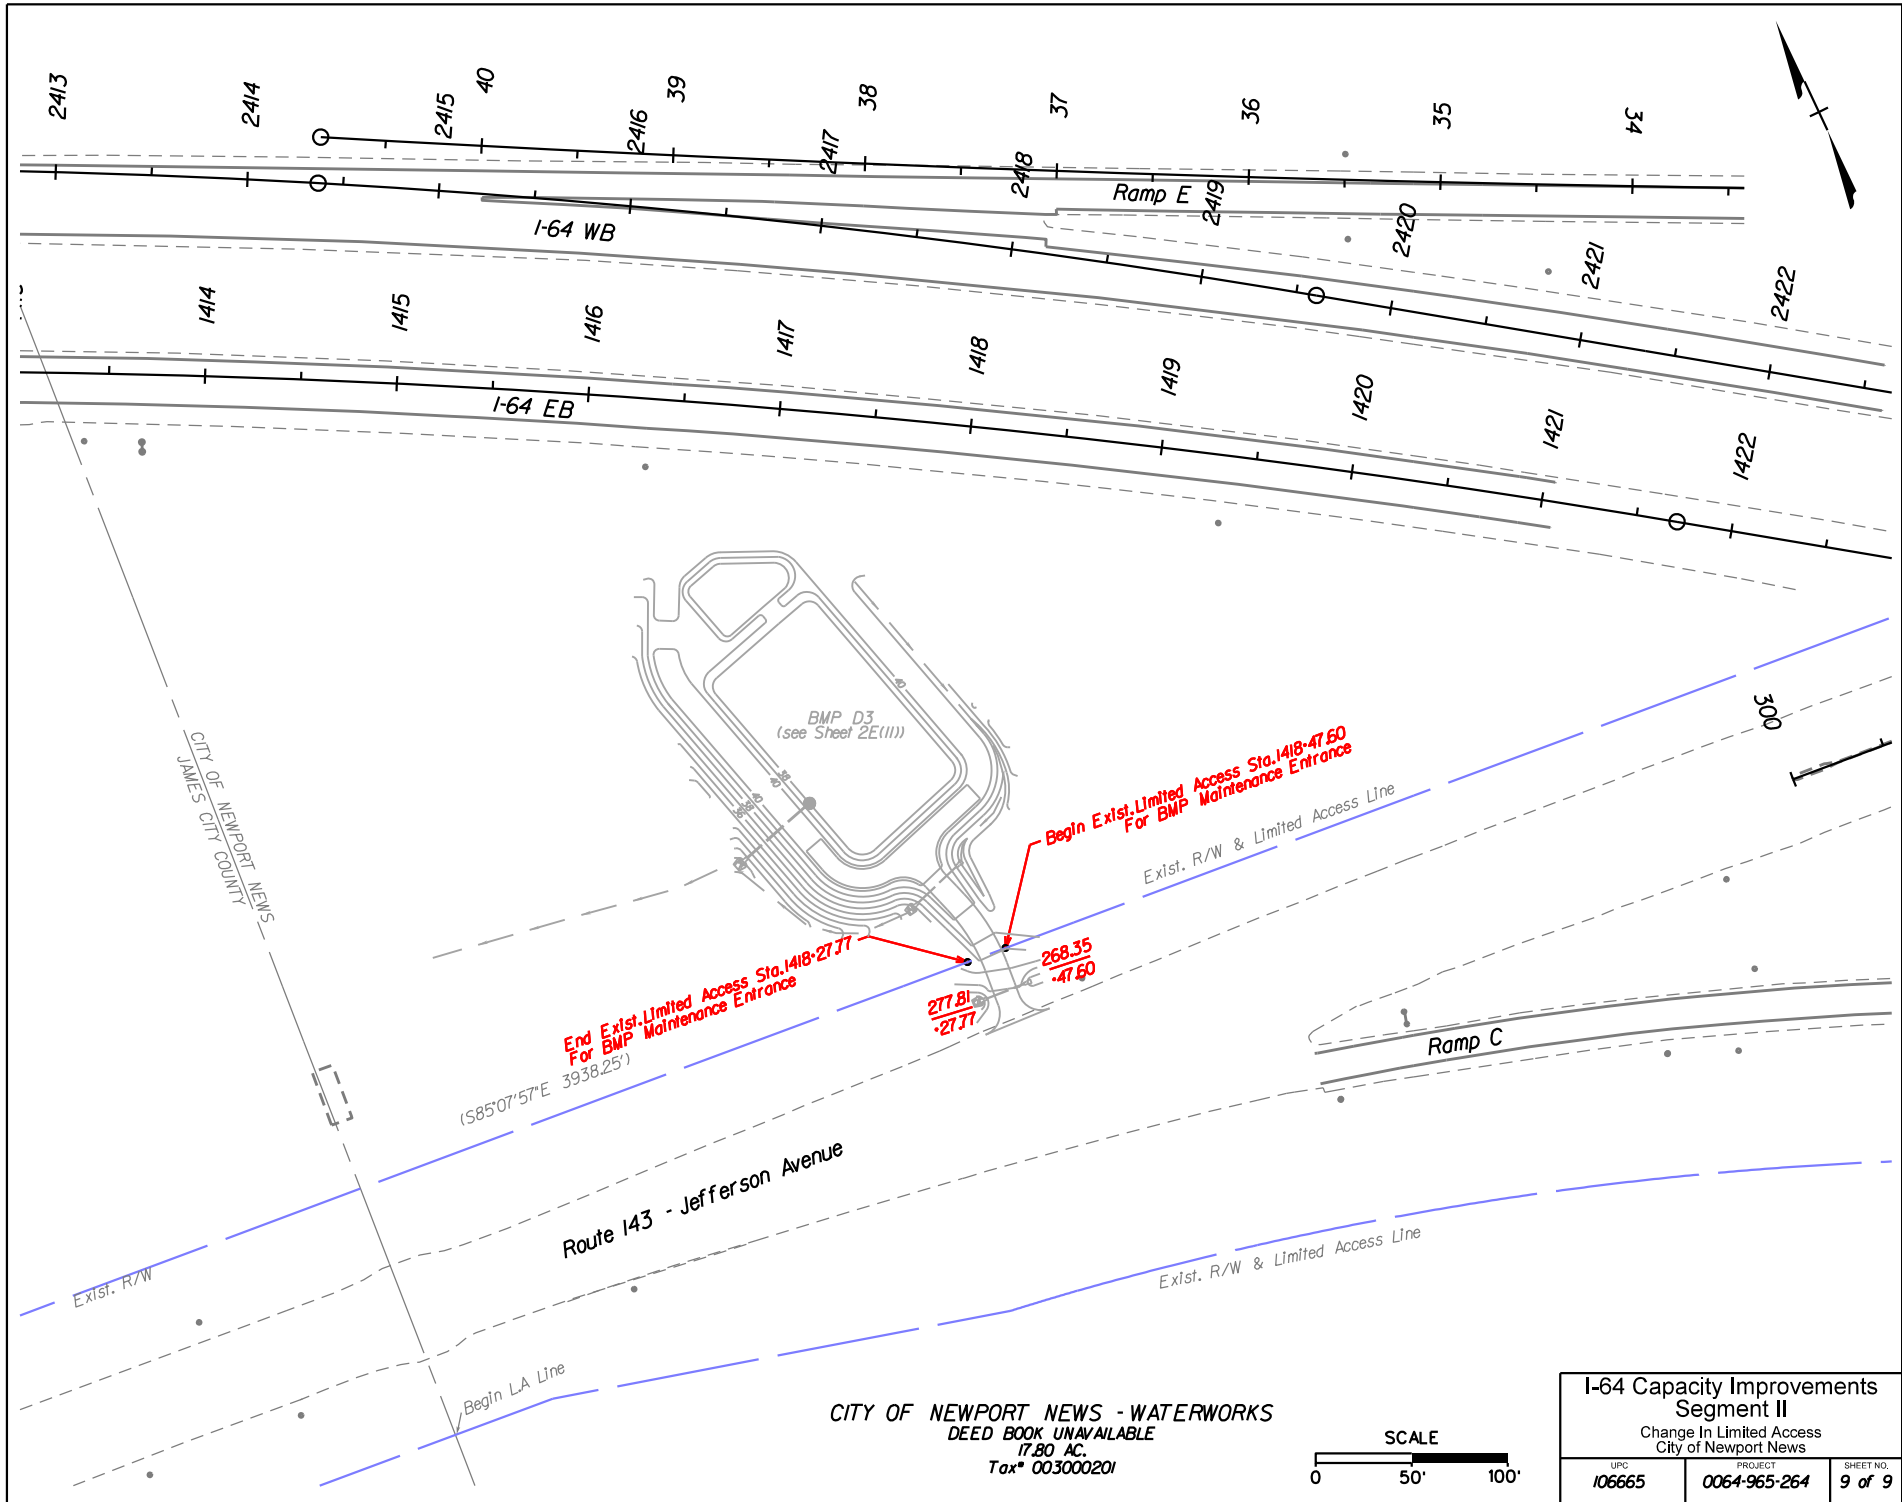 2413
2414
2415
40
2416
39
2417
38
2418
37
2419
36
2420
35
2421
34
2422
Ramp E
I-64 WB
1414
1415
1416
1417
1418
1419
1420
1421
1422
I-64 EB
BMP D3
(see Sheet 2E(11))
40
CITY OF NEWPORT NEWS
JAMES CITY COUNTY
300
Begin Exist. Limited Access Sta. 1418+47.60
For BMP Maintenance Entrance
Exist. R/W & Limited Access Line
End Exist. Limited Access Sta. 1418+27.77
For BMP Maintenance Entrance
268.35
+47.60
277.81
+27.77
(S85°07'57"E 3938.25')
Ramp C
Route 143 - Jefferson Avenue
Exist. R/W
Exist. R/W & Limited Access Line
Begin L.A Line
CITY OF NEWPORT NEWS - WATERWORKS
DEED BOOK UNAVAILABLE
17.80 AC.
Tax# 003000201
SCALE
0 50' 100'
I-64 Capacity Improvements
Segment II
Change In Limited Access
City of Newport News
UPC PROJECT SHEET NO.
106665 0064-965-264 9 of 9